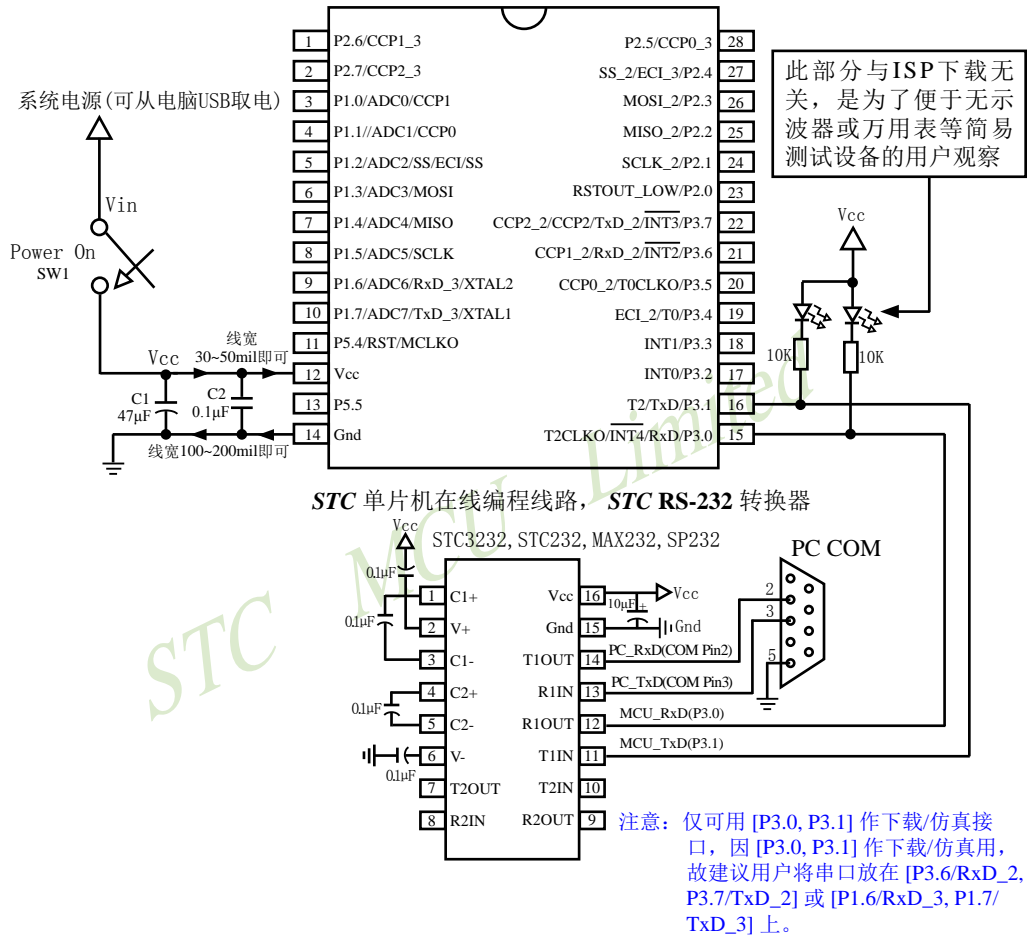 1 P2.6/CCP1_3
2 P2.7/CCP2_3
3 P1.0/ADC0/CCP1
4 P1.1//ADC1/CCP0
5 P1.2/ADC2/SS/ECI/SS
6 P1.3/ADC3/MOSI
7 P1.4/ADC4/MISO
8 P1.5/ADC5/SCLK
9 P1.6/ADC6/RxD_3/XTAL2
10 P1.7/ADC7/TxD_3/XTAL1
11 P5.4/RST/MCLKO
12 Vcc
13 P5.5
14 Gnd
P2.5/CCP0_3 28
SS_2/ECI_3/P2.4 27
MOSI_2/P2.3 26
MISO_2/P2.2 25
SCLK_2/P2.1 24
RSTOUT_LOW/P2.0 23
CCP2_2/CCP2/TxD_2/INT3/P3.7 22
CCP1_2/RxD_2/INT2/P3.6 21
CCP0_2/T0CLKO/P3.5 20
ECI_2/T0/P3.4 19
INT1/P3.3 18
INT0/P3.2 17
T2/TxD/P3.1 16
T2CLKO/INT4/RxD/P3.0 15
系统电源(可从电脑USB取电)
Vin
Power On
SW1
Vcc
线宽
30~50mil即可
C1
47μF
C2
0.1μF
线宽100~200mil即可
此部分与ISP下载无
关，是为了便于无示
波器或万用表等简易
测试设备的用户观察
Vcc
10K
10K
STC 单片机在线编程线路， STC RS-232 转换器
STC3232,STC232,MAX232,SP232
Vcc
0.1μF
0.1μF
0.1μF
0.1μF
1 C1+
2 V+
3 C1-
4 C2+
5 C2-
6 V-
7 T2OUT
8 R2IN
Vcc 16
Gnd 15
T1OUT 14
R1IN 13
R1OUT 12
T1IN 11
T2IN 10
R2OUT 9
10μF +
Vcc
Gnd
PC_RxD(COM Pin2)
PC_TxD(COM Pin3)
MCU_RxD(P3.0)
MCU_TxD(P3.1)
PC COM
2
3
5
注意：仅可用 [P3.0, P3.1] 作下载/仿真接
口，因 [P3.0, P3.1] 作下载/仿真用，
故建议用户将串口放在 [P3.6/RxD_2,
P3.7/TxD_2] 或 [P1.6/RxD_3, P1.7/
TxD_3] 上。
STC MCU Limited